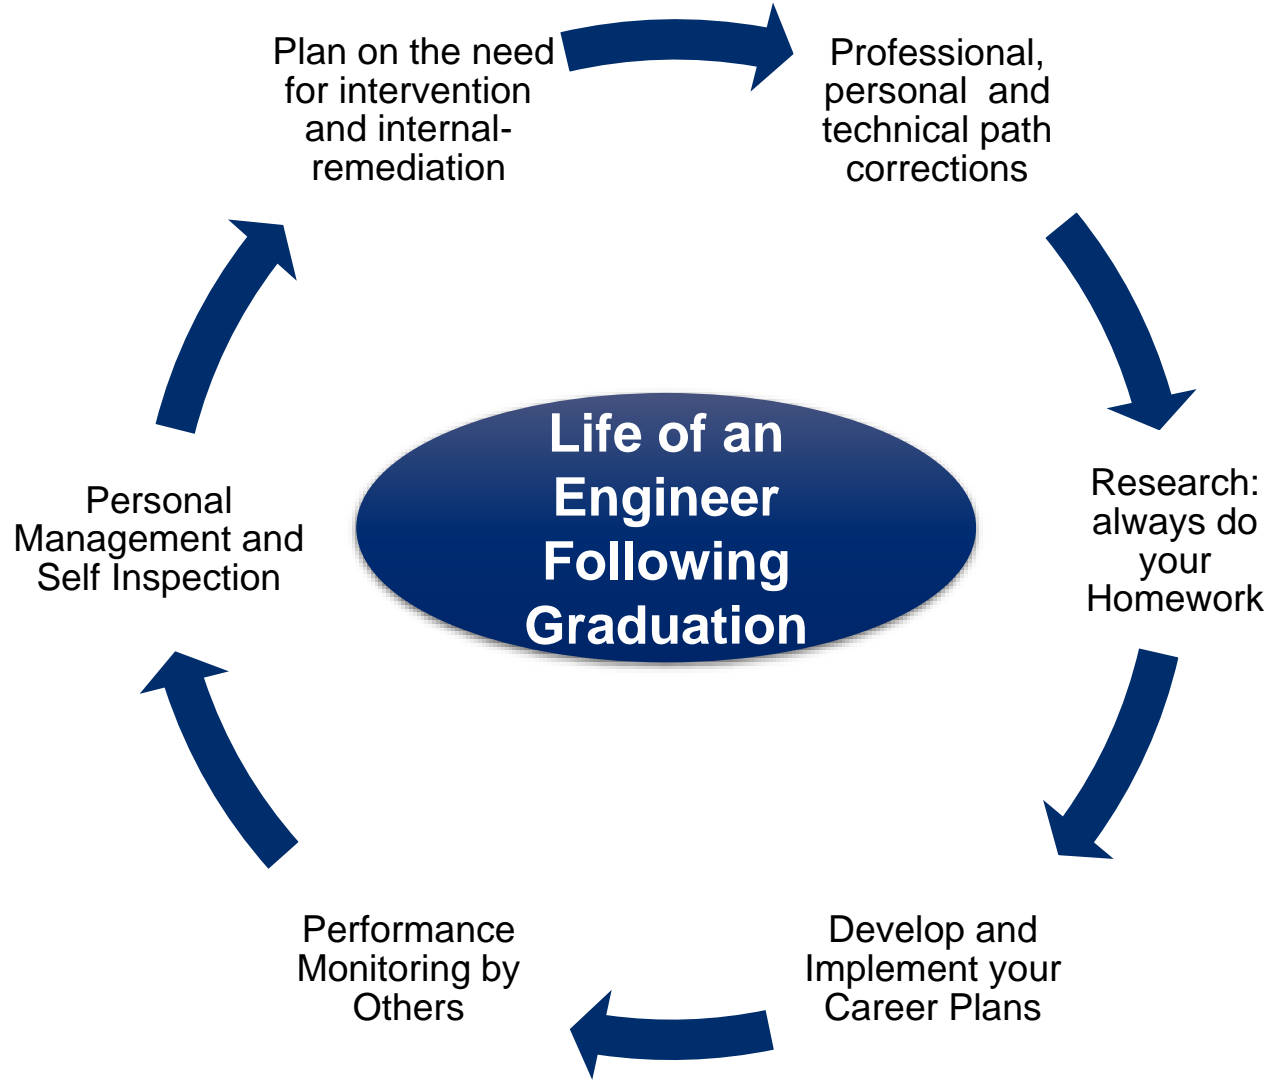 Plan on the need
for intervention
and internal-
remediation
Professional,
personal and
technical path
corrections
Research:
always do
your
Homework
Develop and
Implement your
Career Plans
Performance
Monitoring by
Others
Personal
Management and
Self Inspection
Life of an
Engineer
Following
Graduation